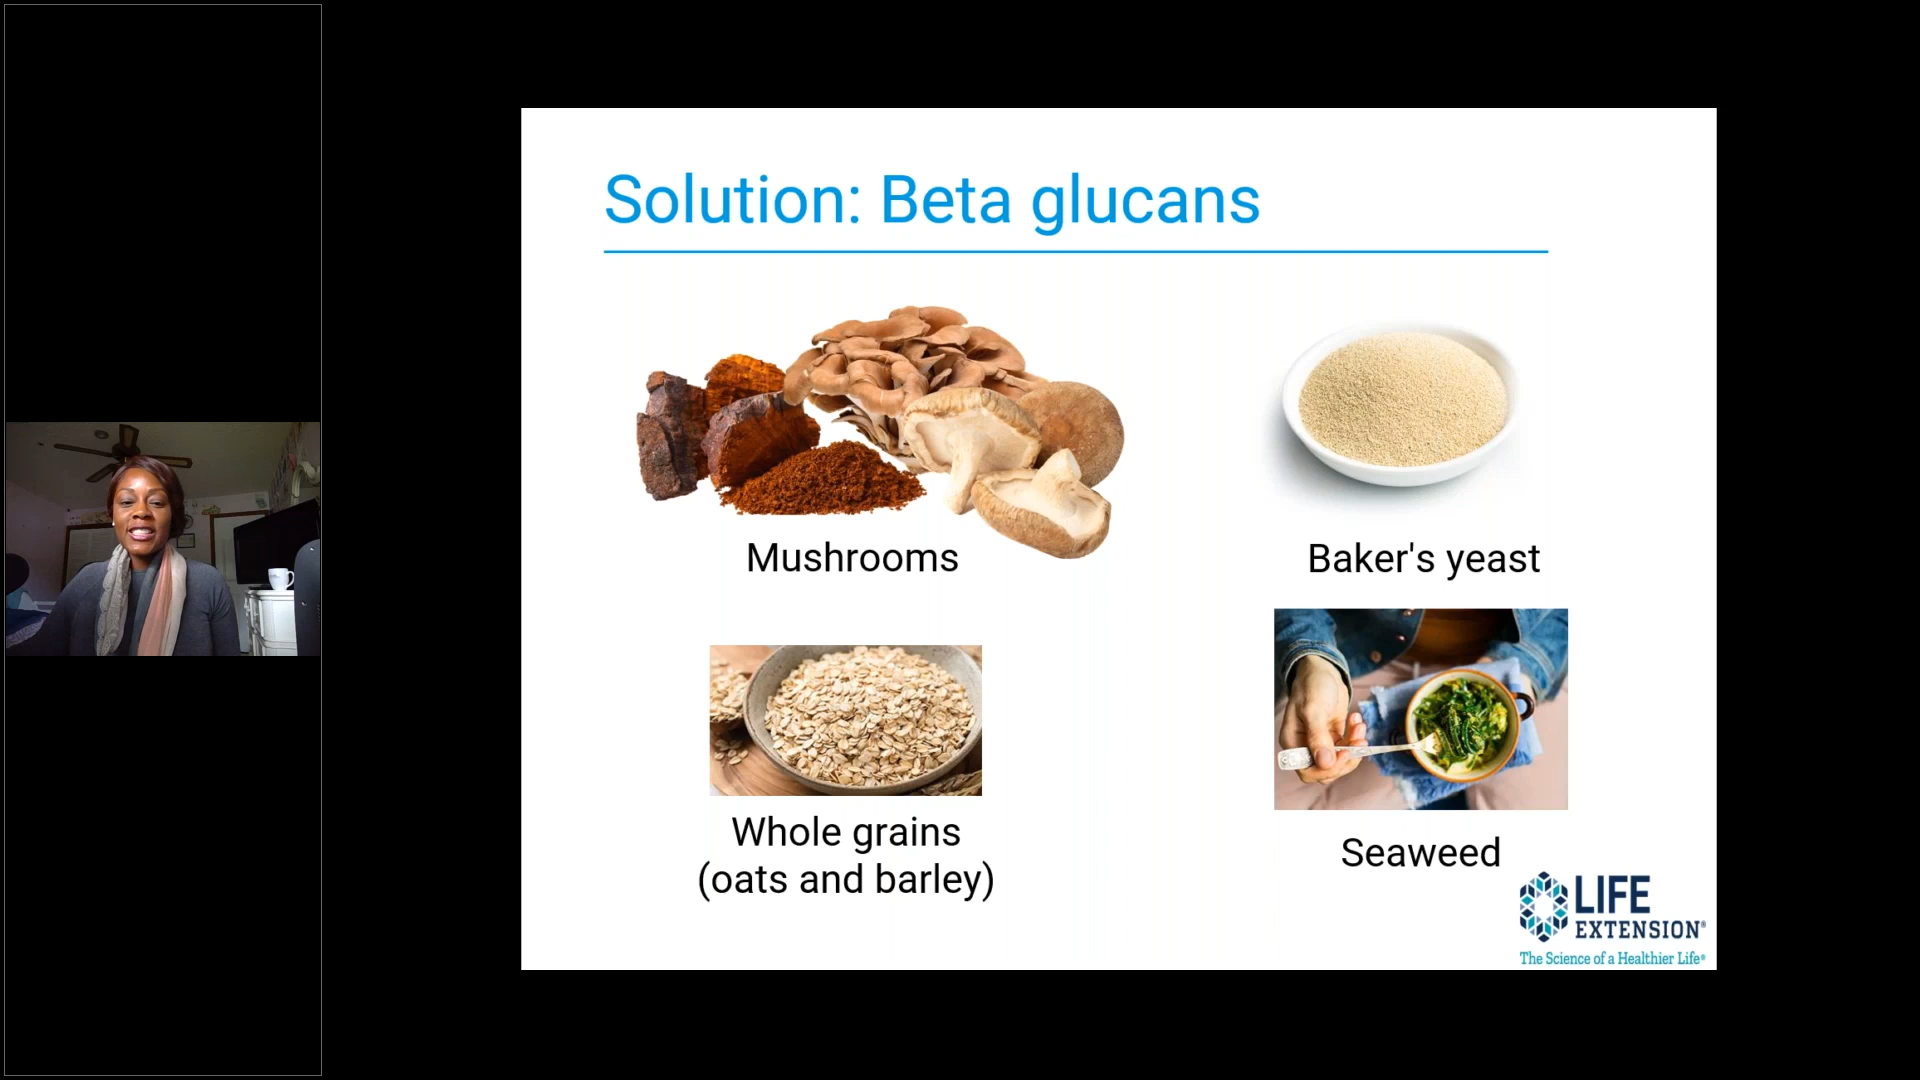 Solution: Beta glucans
Mushrooms
Baker's yeast
Whole grains
(oats and barley)
Seaweed
LIFE
EXTENSION®
The Science of a Healthier Life®